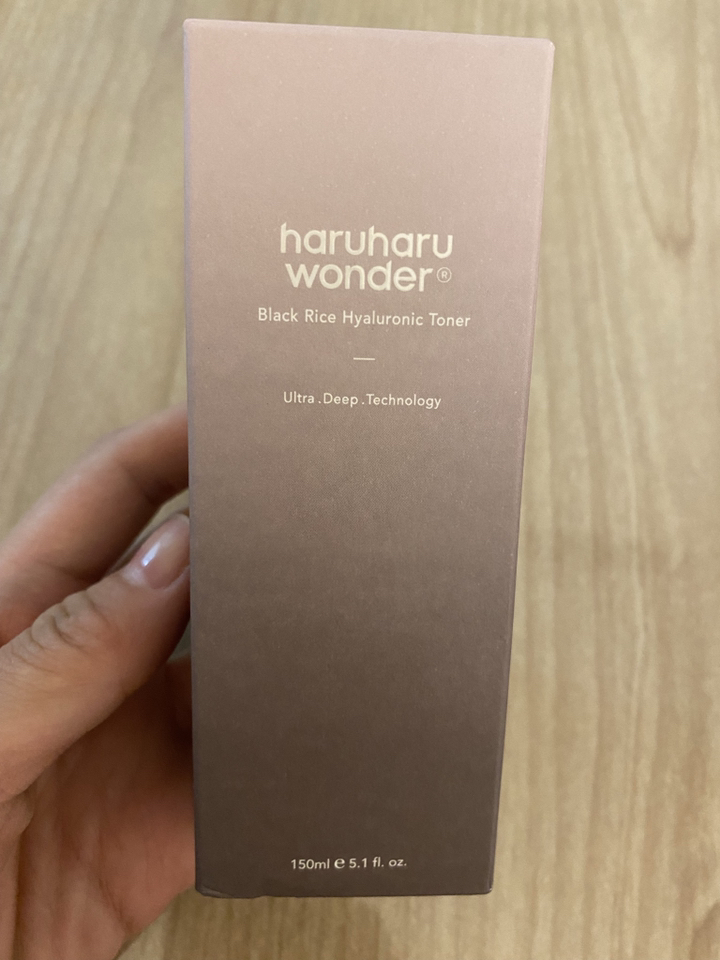 haruharu
wonder®
Black Rice Hyaluronic Toner
Ultra .Deep .Technology
150ml ℮ 5.1 fl. oz.